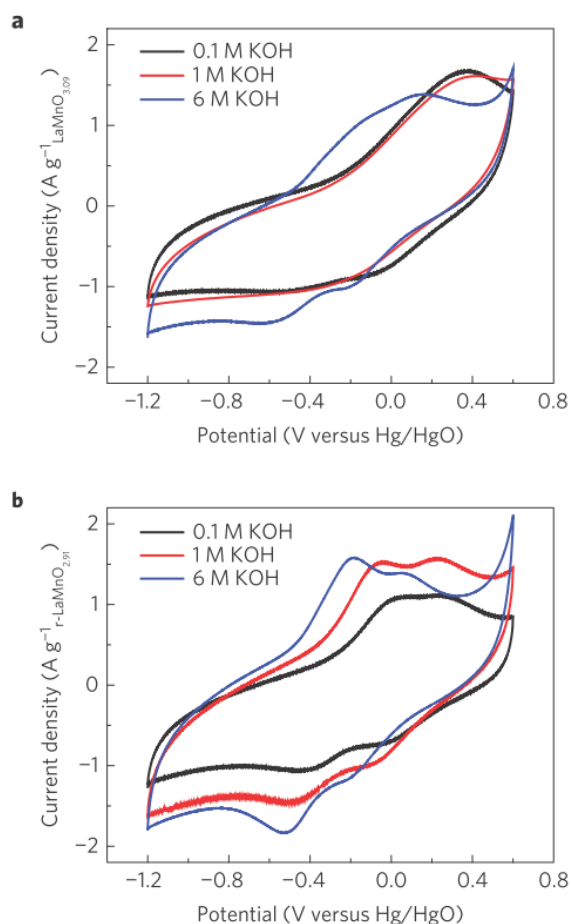 a
0.1 M KOH
1 M KOH
6 M KOH
Current density (A g⁻¹ LaMnO₃.₀₉)
2
1
0
−1
−2
−1.2 −0.8 −0.4 0.0 0.4 0.8
Potential (V versus Hg/HgO)
b
0.1 M KOH
1 M KOH
6 M KOH
Current density (A g⁻¹ r-LaMnO₂.₉₁)
2
1
0
−1
−2
−1.2 −0.8 −0.4 0.0 0.4 0.8
Potential (V versus Hg/HgO)